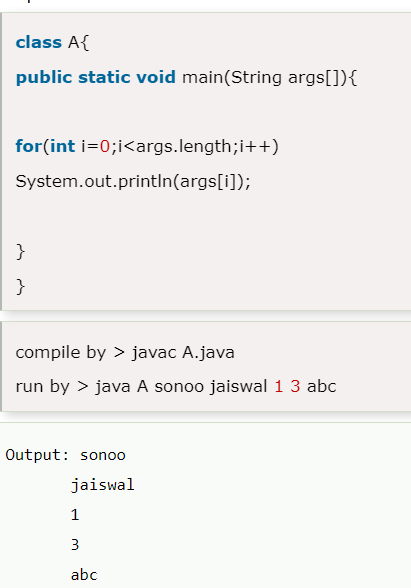 class A{
public static void main(String args[]){
for(int i=0;i<args.length;i++)
System.out.println(args[i]);
}
}
compile by > javac A.java
run by > java A sonoo jaiswal 1 3 abc
Output: sonoo
jaiswal
1
3
abc